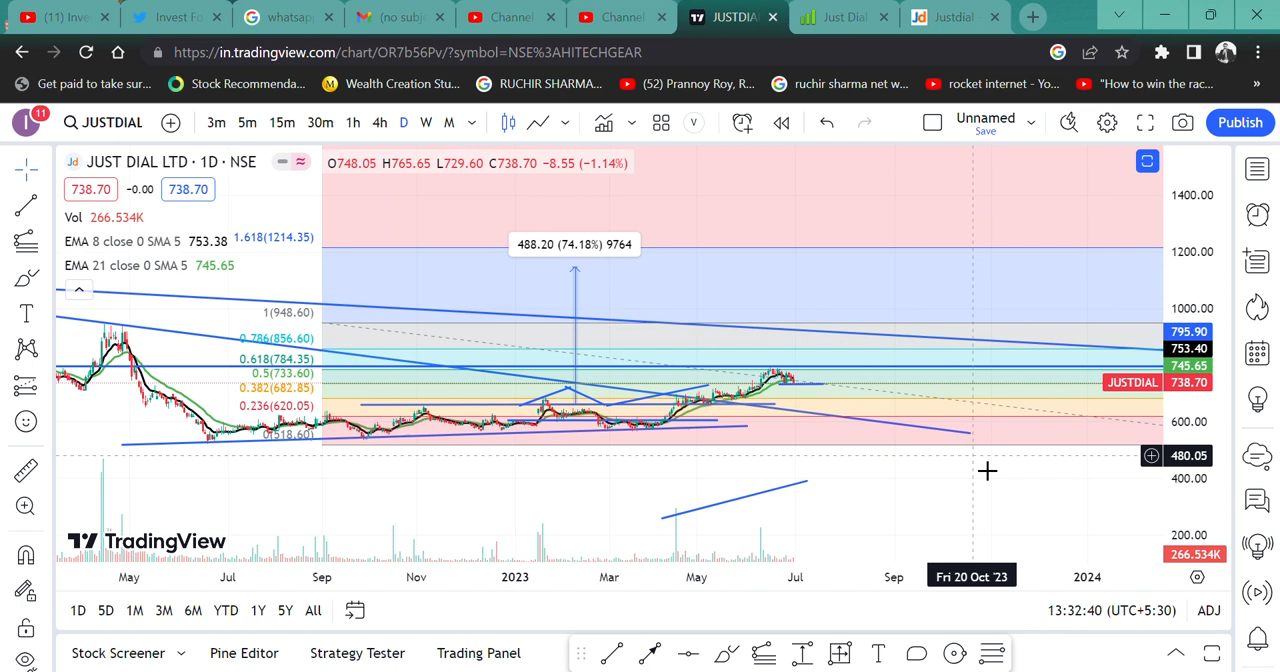 (11) Inve
Invest Fo
whatsap
(no subj
Channel
Channel
JUSTDIA
Just Dial
Justdial
https://in.tradingview.com/chart/OR7b56Pv/?symbol=NSE%3AHITECHGEAR
Get paid to take sur...
Stock Recommenda...
Wealth Creation Stu...
RUCHIR SHARMA...
(52) Prannoy Roy, R...
ruchir sharma net w...
rocket internet - Yo...
"How to win the rac...
»
I 11
JUSTDIAL
3m 5m 15m 30m 1h 4h D W M
V
Unnamed
Save
Publish
Jd JUST DIAL LTD · 1D · NSE
O748.05 H765.65 L729.60 C738.70 −8.55 (−1.14%)
738.70 -0.00 738.70
Vol 266.534K
EMA 8 close 0 SMA 5 753.38
EMA 21 close 0 SMA 5 745.65
1.618(1214.35)
1(948.60)
0.786(856.60)
0.618(784.35)
0.5(733.60)
0.382(682.85)
0.236(620.05)
0(518.60)
488.20 (74.18%) 9764
1400.00
1200.00
1000.00
795.90
753.40
745.65
JUSTDIAL 738.70
600.00
480.05
400.00
200.00
266.534K
TradingView
May Jul Sep Nov 2023 Mar May Jul Sep Fri 20 Oct '23 2024
1D 5D 1M 3M 6M YTD 1Y 5Y All
13:32:40 (UTC+5:30) ADJ
Stock Screener Pine Editor Strategy Tester Trading Panel